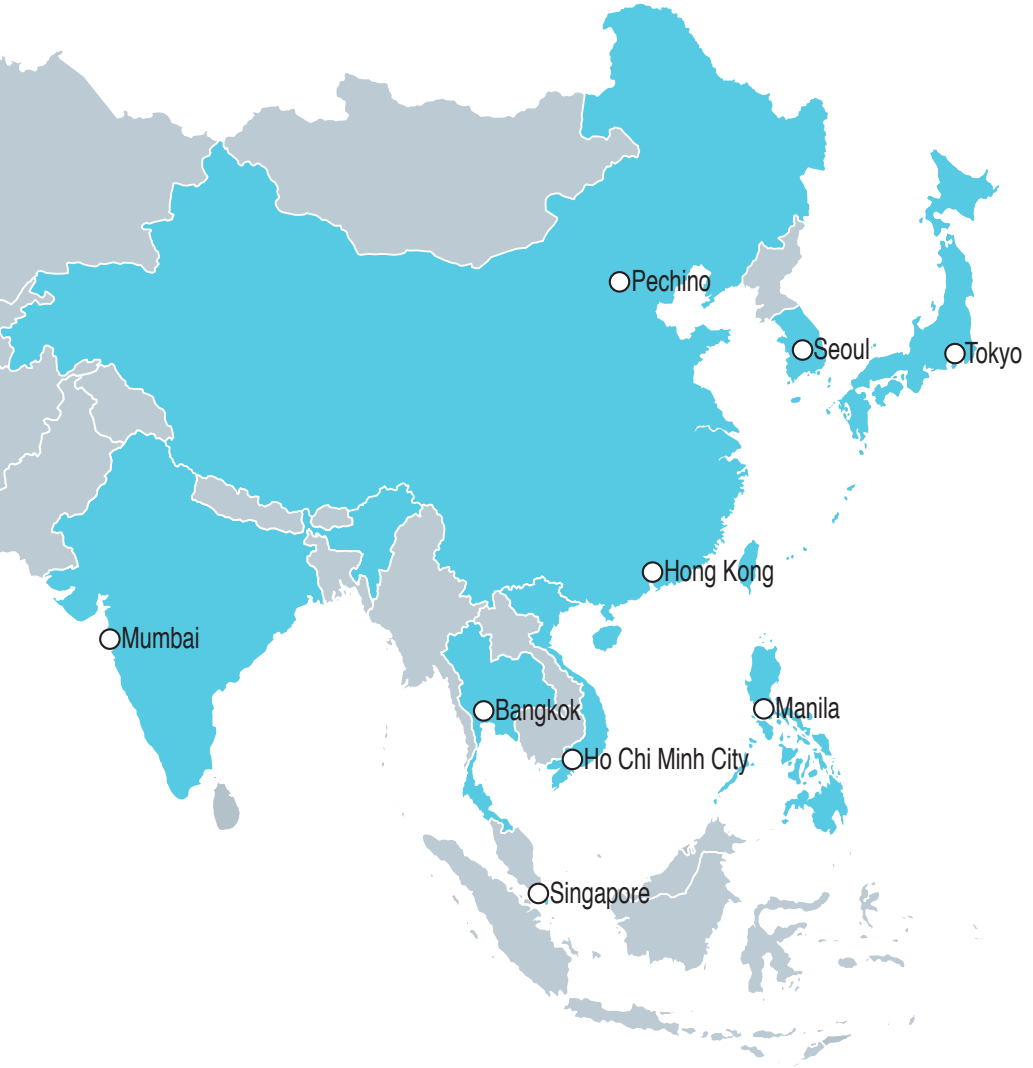 Pechino
Seoul
Tokyo
Hong Kong
Mumbai
Manila
Bangkok
Ho Chi Minh City
Singapore